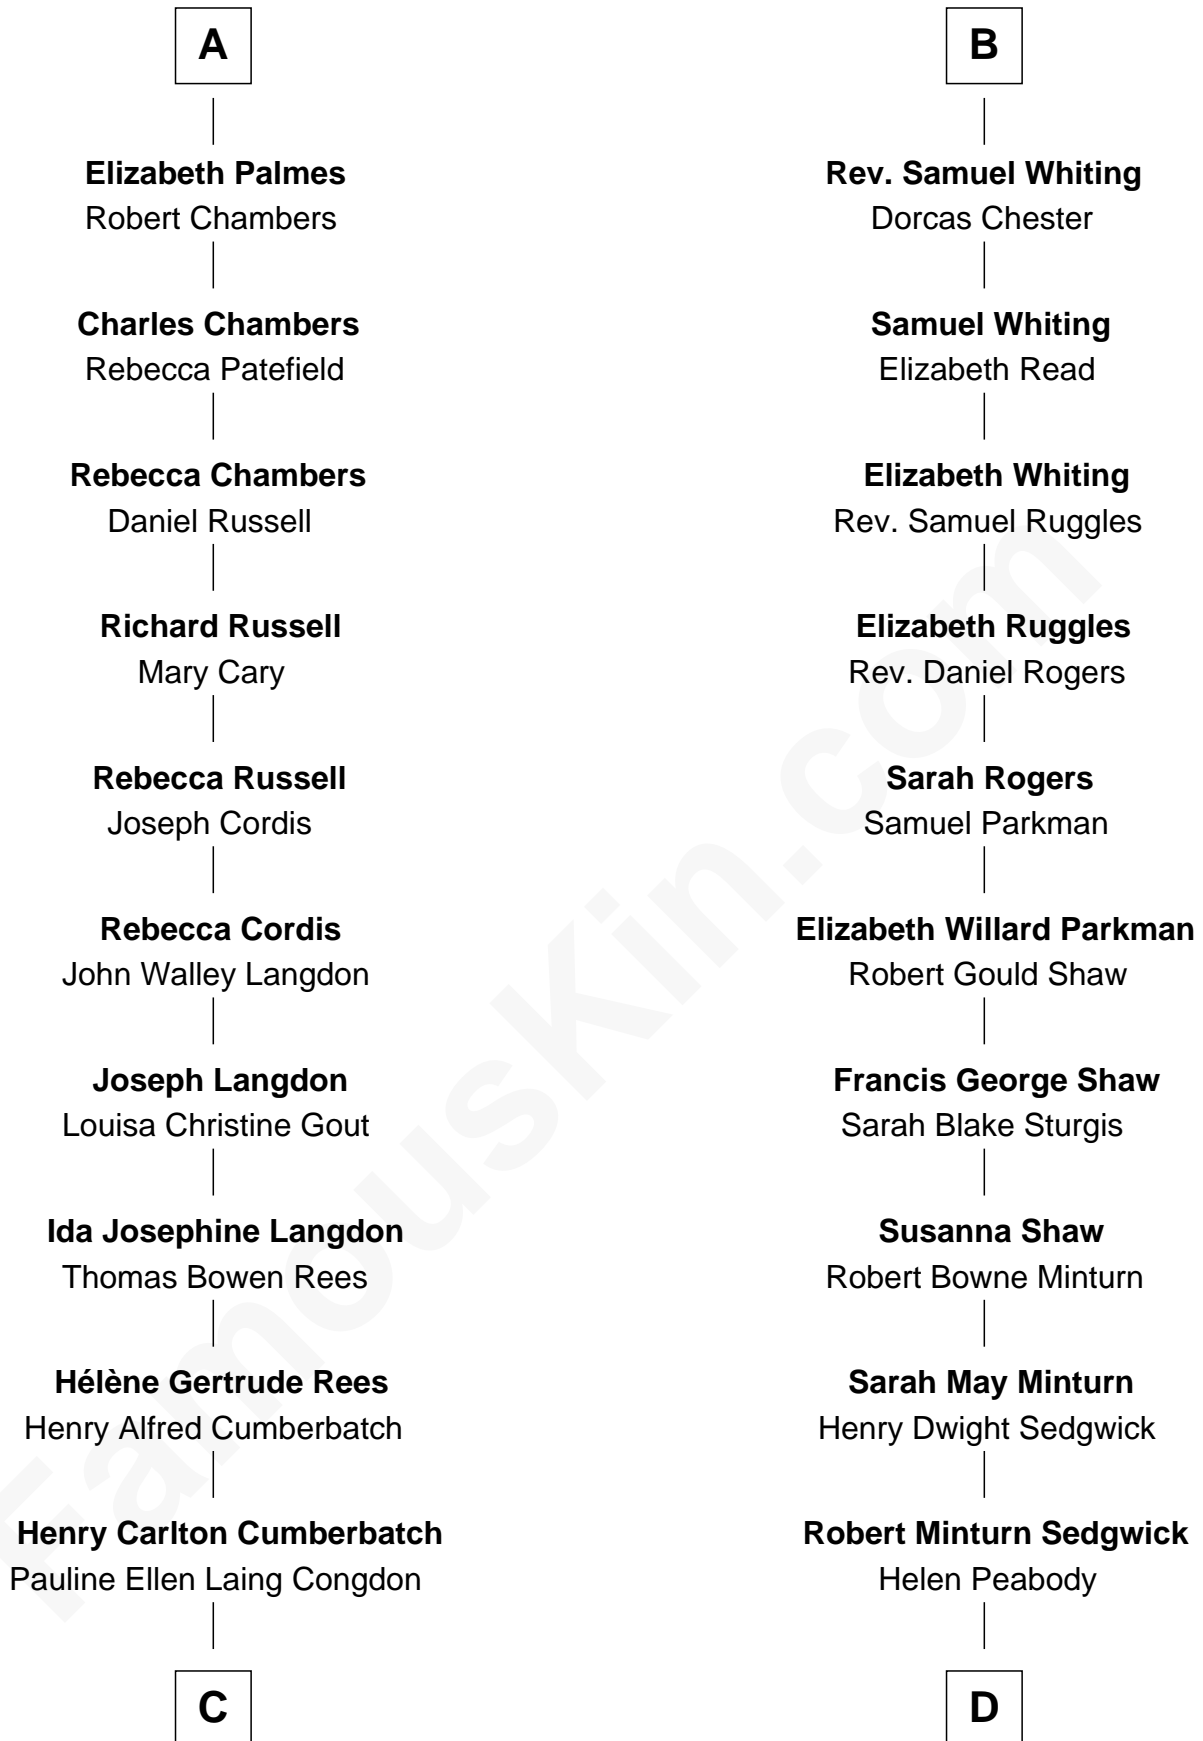 A
Elizabeth Palmes
Robert Chambers
Charles Chambers
Rebecca Patefield
Rebecca Chambers
Daniel Russell
Richard Russell
Mary Cary
Rebecca Russell
Joseph Cordis
Rebecca Cordis
John Walley Langdon
Joseph Langdon
Louisa Christine Gout
Ida Josephine Langdon
Thomas Bowen Rees
Hélène Gertrude Rees
Henry Alfred Cumberbatch
Henry Carlton Cumberbatch
Pauline Ellen Laing Congdon
C
B
Rev. Samuel Whiting
Dorcas Chester
Samuel Whiting
Elizabeth Read
Elizabeth Whiting
Rev. Samuel Ruggles
Elizabeth Ruggles
Rev. Daniel Rogers
Sarah Rogers
Samuel Parkman
Elizabeth Willard Parkman
Robert Gould Shaw
Francis George Shaw
Sarah Blake Sturgis
Susanna Shaw
Robert Bowne Minturn
Sarah May Minturn
Henry Dwight Sedgwick
Robert Minturn Sedgwick
Helen Peabody
D
FamousKin.com